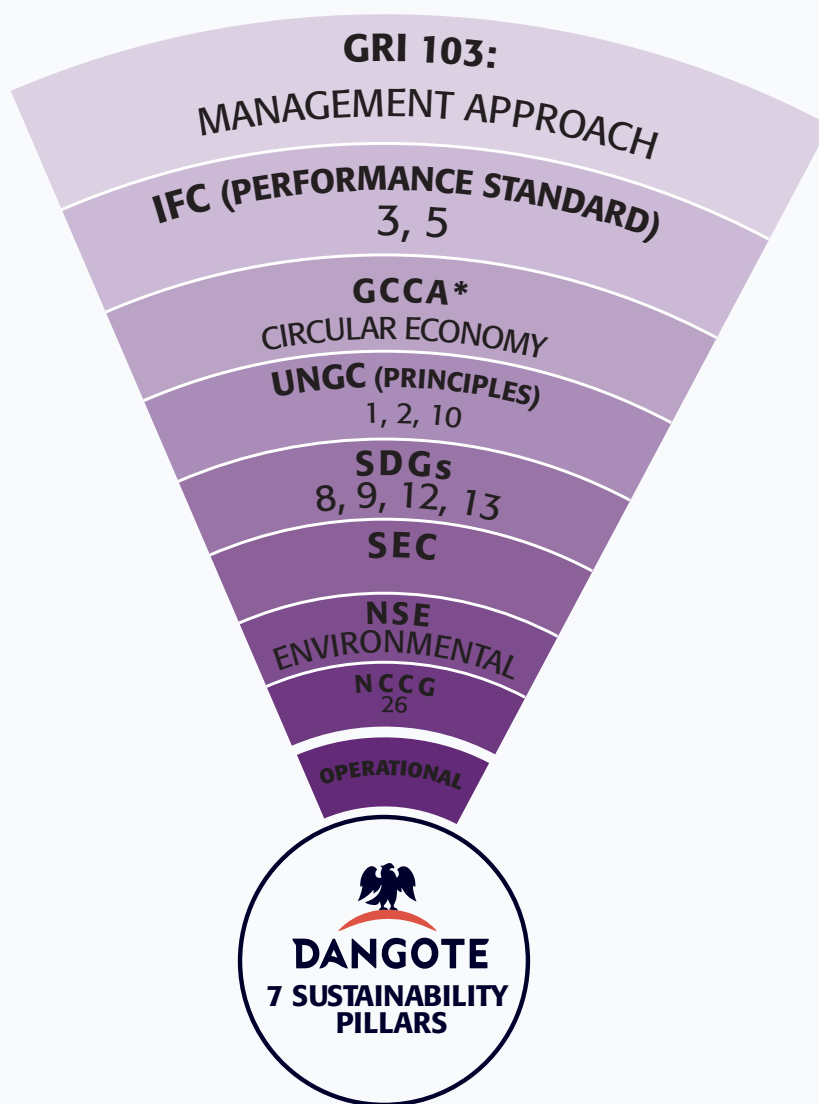 GRI 103:
MANAGEMENT APPROACH
IFC (PERFORMANCE STANDARD)
3, 5
GCCA*
CIRCULAR ECONOMY
UNGC (PRINCIPLES)
1, 2, 10
SDGs
8, 9, 12, 13
SEC
NSE
ENVIRONMENTAL
NCCG
26
OPERATIONAL
DANGOTE
7 SUSTAINABILITY
PILLARS